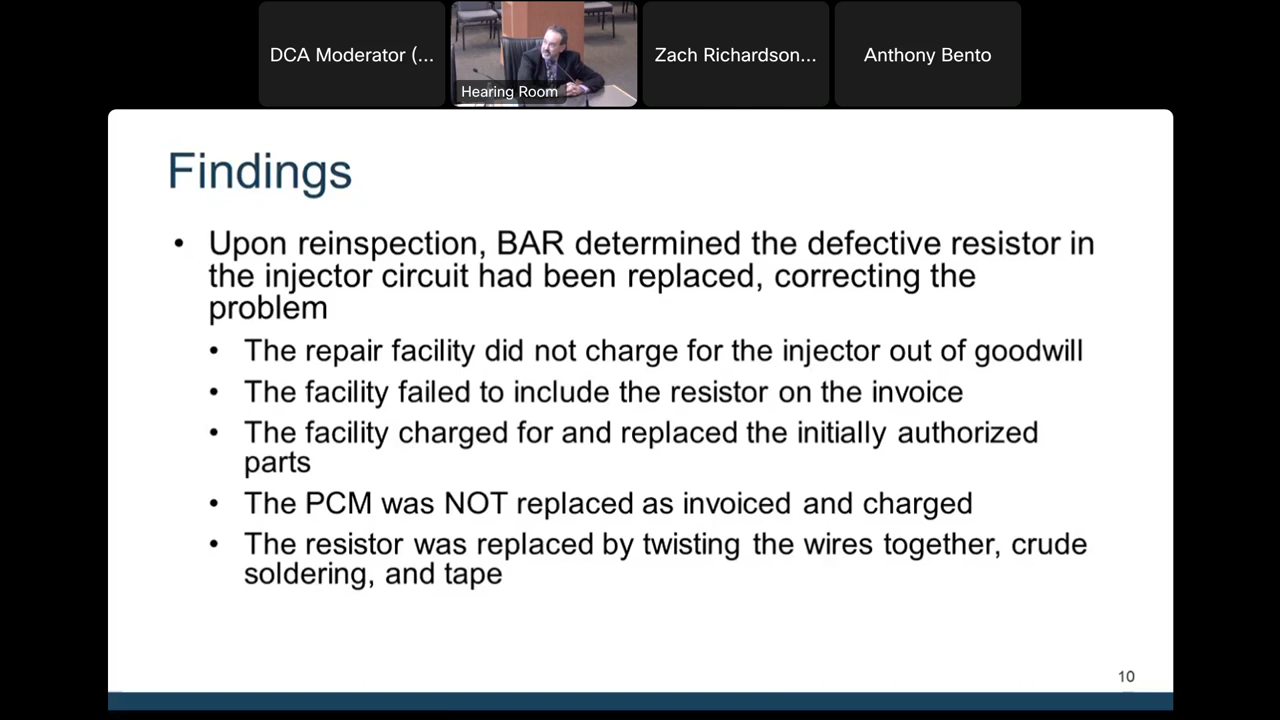 DCA Moderator (...
Hearing Room
Zach Richardson...
Anthony Bento
Findings
• Upon reinspection, BAR determined the defective resistor in
the injector circuit had been replaced, correcting the
problem
• The repair facility did not charge for the injector out of goodwill
• The facility failed to include the resistor on the invoice
• The facility charged for and replaced the initially authorized
parts
• The PCM was NOT replaced as invoiced and charged
• The resistor was replaced by twisting the wires together, crude
soldering, and tape
10